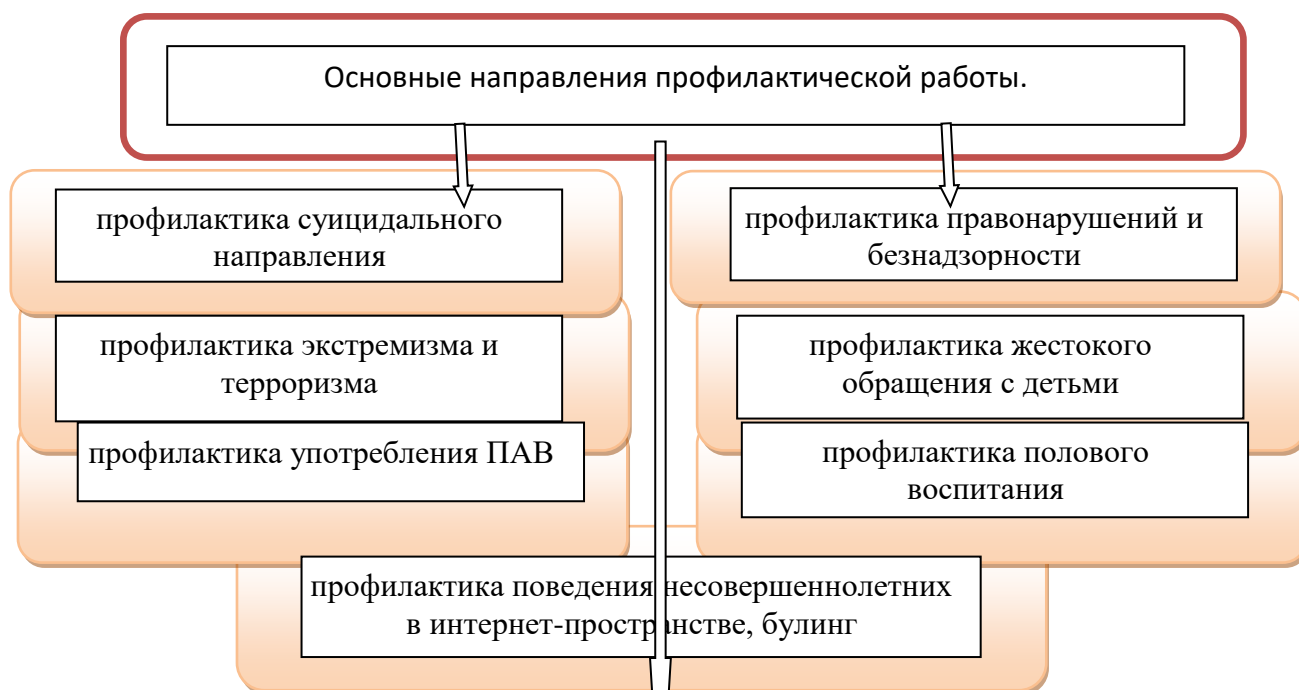 Основные направления профилактической работы.
профилактика суицидального
направления
профилактика правонарушений и
безнадзорности
профилактика экстремизма и
терроризма
профилактика жестокого
обращения с детьми
профилактика употребления ПАВ
профилактика полового
воспитания
профилактика поведения несовершеннолетних
в интернет-пространстве, булинг